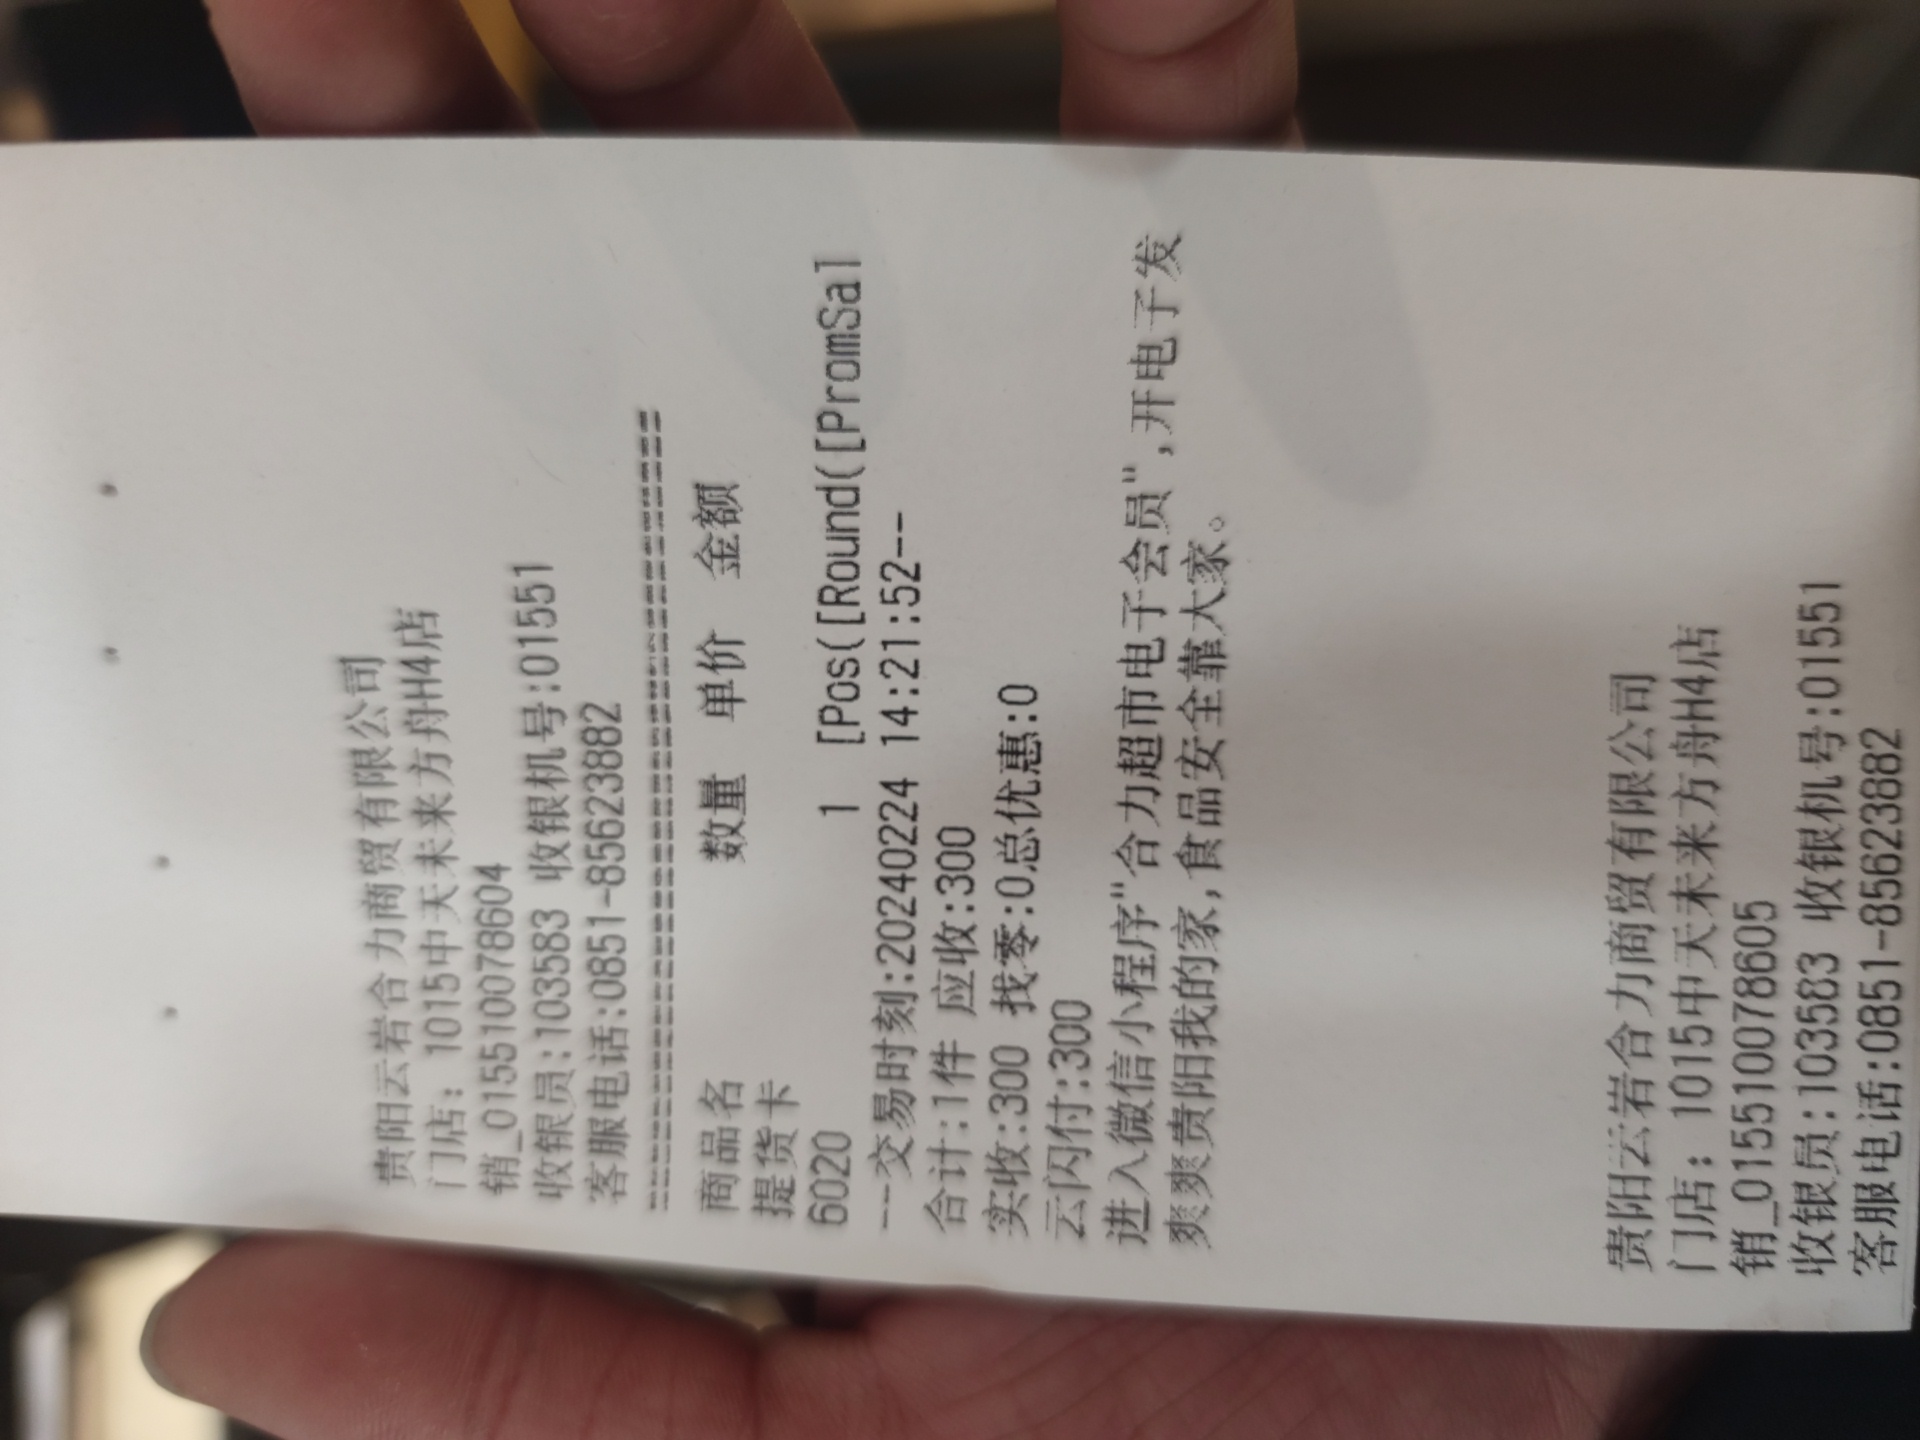 贵阳云岩合力商贸有限公司
门店: 1015中天未来方舟H4店
销_015510078604
收银员:103583 收银机号:01551
客服电话:0851-85623882
========================================
商品名 数量 单价 金额
提货卡
6020 1 [Pos([Round([PromSal
--交易时刻:20240224 14:21:52--
合计:1件 应收:300
实收:300 找零:0总优惠:0
云闪付:300
进入微信小程序"合力超市电子会员",开电子发
爽爽贵阳我的家,食品安全靠大家。
贵阳云岩合力商贸有限公司
门店: 1015中天未来方舟H4店
销_015510078605
收银员:103583 收银机号:01551
客服电话:0851-85623882